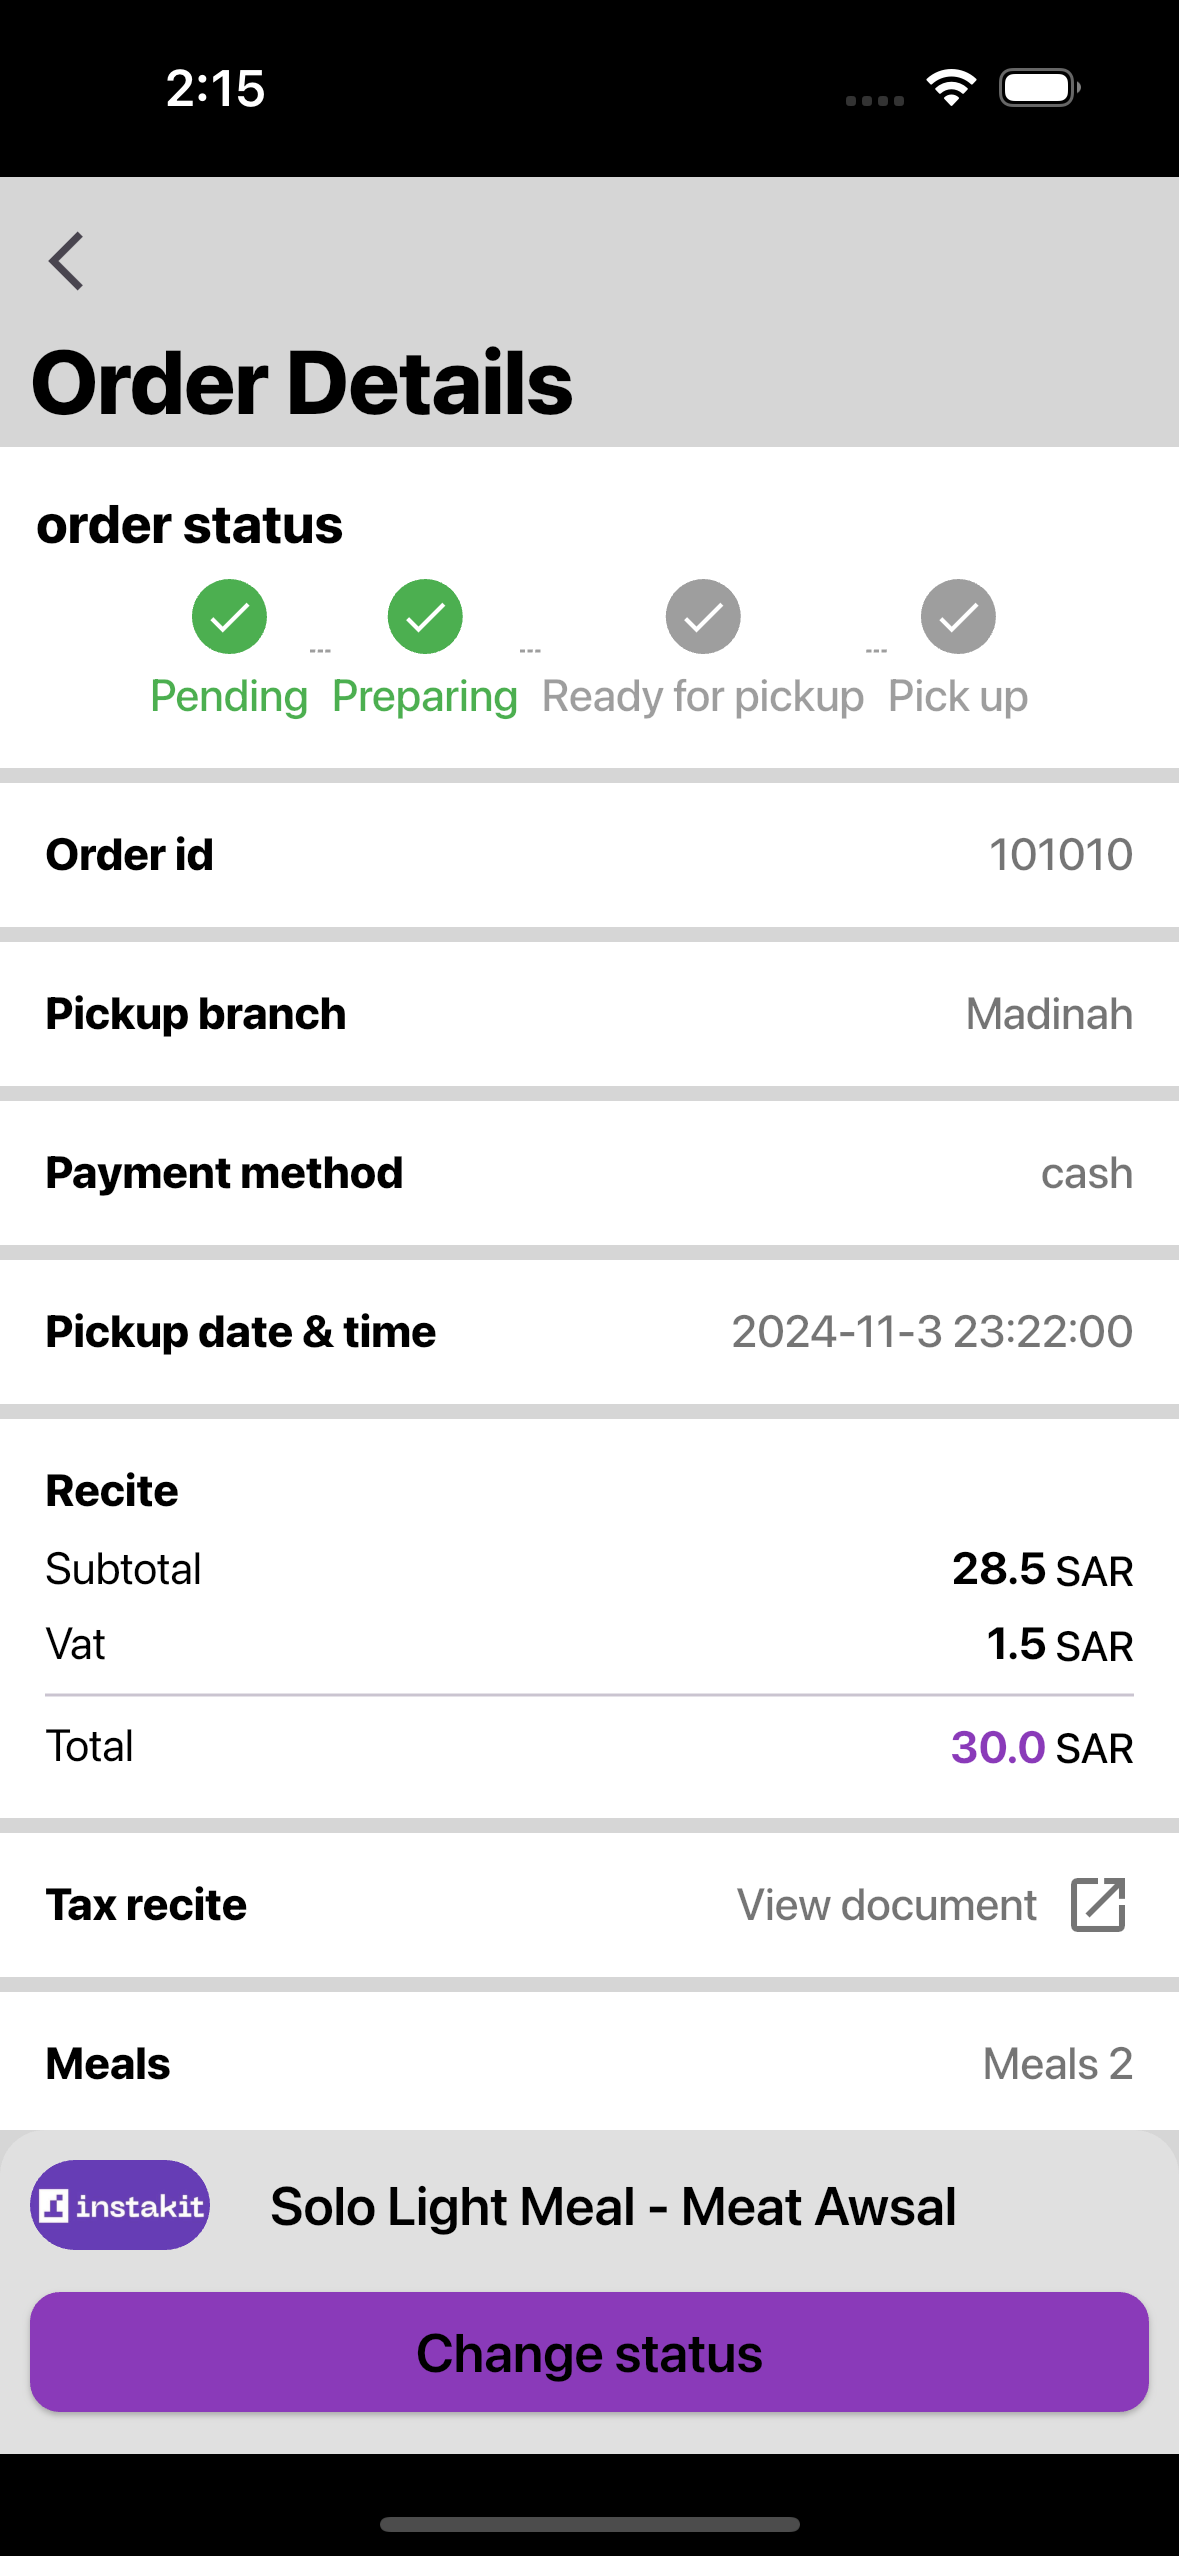 2:15
Order Details
order status
Pending --- Preparing --- Ready for pickup --- Pick up
Order id 101010
Pickup branch Madinah
Payment method cash
Pickup date & time 2024-11-3 23:22:00
Recite
Subtotal 28.5 SAR
Vat 1.5 SAR
Total 30.0 SAR
Tax recite View document
Meals Meals 2
instakit Solo Light Meal - Meat Awsal
Change status